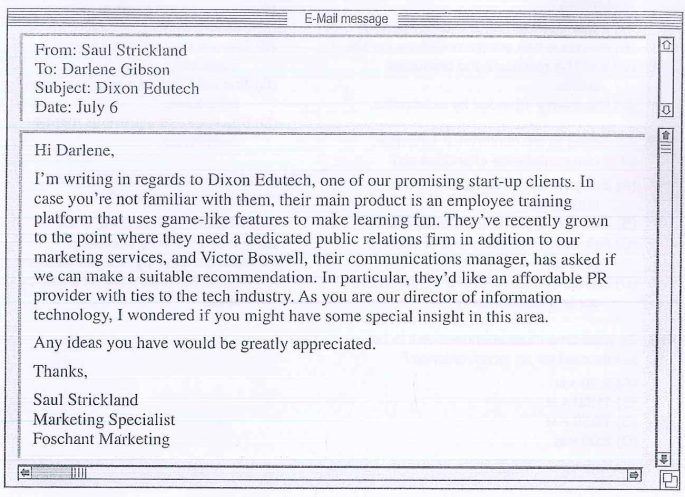 E-Mail message
From: Saul Strickland
To: Darlene Gibson
Subject: Dixon Edutech
Date: July 6
Hi Darlene,
I'm writing in regards to Dixon Edutech, one of our promising start-up clients. In
case you're not familiar with them, their main product is an employee training
platform that uses game-like features to make learning fun. They've recently grown
to the point where they need a dedicated public relations firm in addition to our
marketing services, and Victor Boswell, their communications manager, has asked if
we can make a suitable recommendation. In particular, they'd like an affordable PR
provider with ties to the tech industry. As you are our director of information
technology, I wondered if you might have some special insight in this area.
Any ideas you have would be greatly appreciated.
Thanks,
Saul Strickland
Marketing Specialist
Foschant Marketing